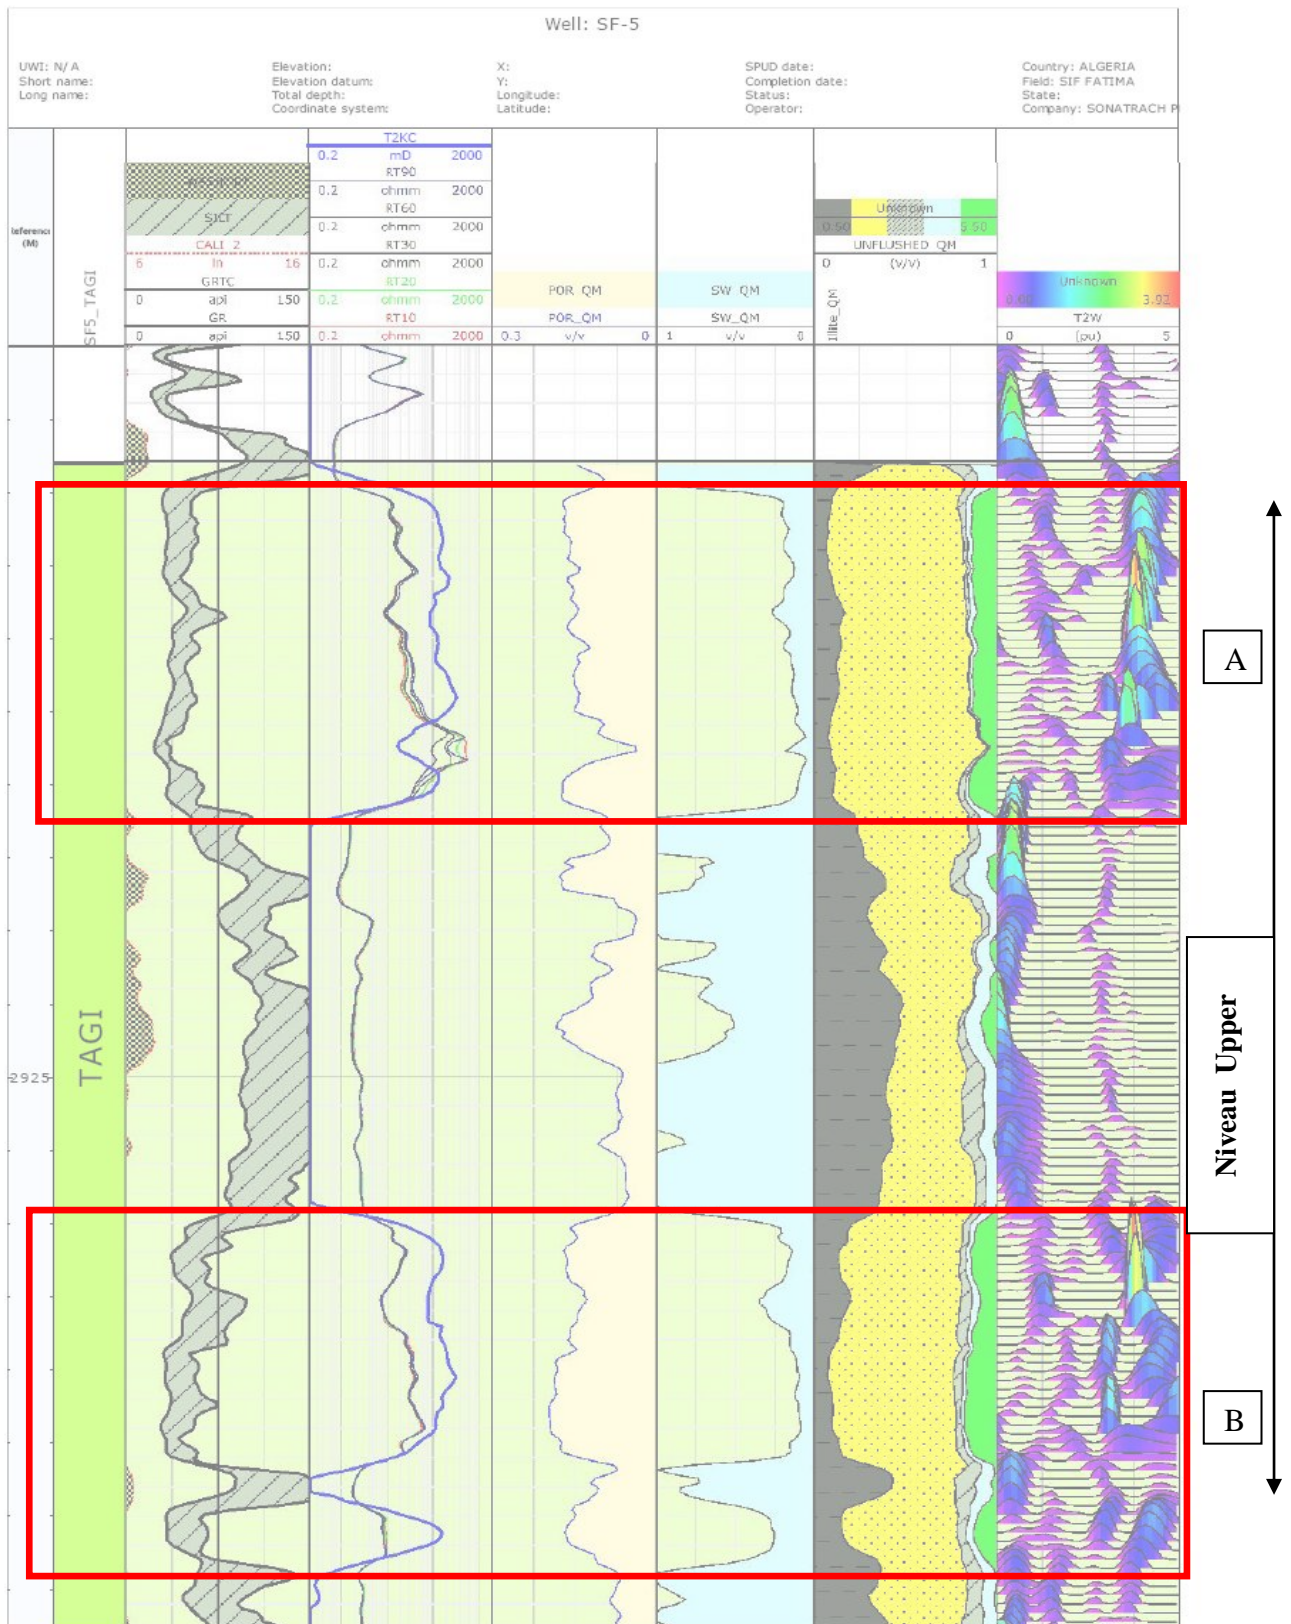 Well: SF-5
UWI: N/A
Short name:
Long name:
Elevation:
Elevation datum:
Total depth:
Coordinate system:
X:
Y:
Longitude:
Latitude:
SPUD date:
Completion date:
Status:
Operator:
Country: ALGERIA
Field: SIF FATIMA
State:
Company: SONATRACH P
(M)
SF5_TAGI
SILT
CALI_2
6 in 16
GRTC
0 api 150
GR
0 api 150
T2KC
0.2 mD 2000
RT90
0.2 ohmm 2000
RT60
0.2 ohmm 2000
RT30
0.2 ohmm 2000
RT20
0.2 ohmm 2000
RT10
0.2 ohmm 2000
POR_QM
POR_QM
0.3 v/v 0
SW_QM
SW_QM
1 v/v 0
Unknown
0.50 5.50
UNFLUSHED_QM
0 (V/V) 1
Illite_QM
Unknown
0.00 3.92
T2W
0 (pu) 5
A
2925
TAGI
Niveau Upper
B